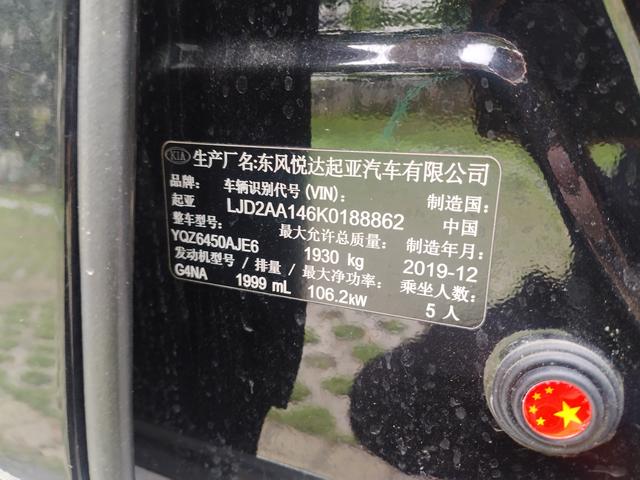 KIA 生产厂名:东风悦达起亚汽车有限公司
品牌: 车辆识别代号(VIN): 制造国:
起亚 LJD2AA146K0188862 中国
整车型号: 最大允许总质量: 制造年月:
YQZ6450AJE6 1930 kg 2019-12
发动机型号/排量/最大净功率: 乘坐人数:
G4NA 1999 mL 106.2kW 5人